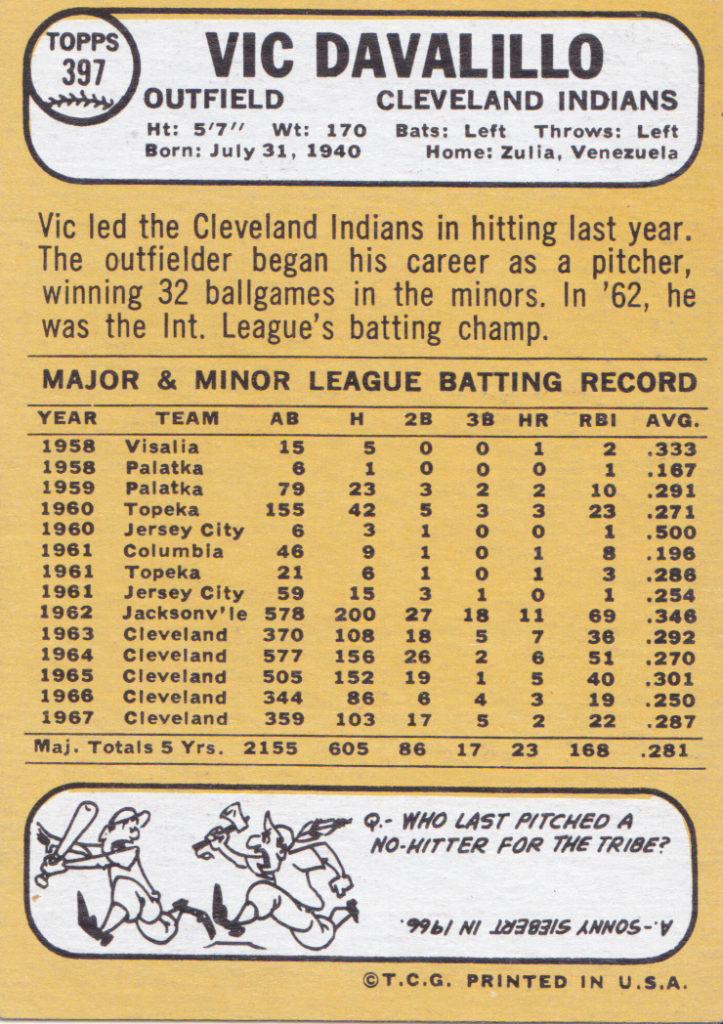 TOPPS
397
VIC DAVALILLO
OUTFIELD CLEVELAND INDIANS
Ht: 5'7" Wt: 170 Bats: Left Throws: Left
Born: July 31, 1940 Home: Zulia, Venezuela
Vic led the Cleveland Indians in hitting last year.
The outfielder began his career as a pitcher,
winning 32 ballgames in the minors. In '62, he
was the Int. League's batting champ.
MAJOR & MINOR LEAGUE BATTING RECORD
YEAR TEAM AB H 2B 3B HR RBI AVG.
1958 Visalia 15 5 0 0 1 2 .333
1958 Palatka 6 1 0 0 0 1 .167
1959 Palatka 79 23 3 2 2 10 .291
1960 Topeka 155 42 5 3 3 23 .271
1960 Jersey City 6 3 1 0 0 1 .500
1961 Columbia 46 9 1 0 1 8 .196
1961 Topeka 21 6 1 0 1 3 .286
1961 Jersey City 59 15 3 1 0 1 .254
1962 Jacksonv'le 578 200 27 18 11 69 .346
1963 Cleveland 370 108 18 5 7 36 .292
1964 Cleveland 577 156 26 2 6 51 .270
1965 Cleveland 505 152 19 1 5 40 .301
1966 Cleveland 344 86 6 4 3 19 .250
1967 Cleveland 359 103 17 5 2 22 .287
Maj. Totals 5 Yrs. 2155 605 86 17 23 168 .281
Q.- WHO LAST PITCHED A
NO-HITTER FOR THE TRIBE?
A.- SONNY SIEBERT IN 1966.
©T.C.G. PRINTED IN U.S.A.